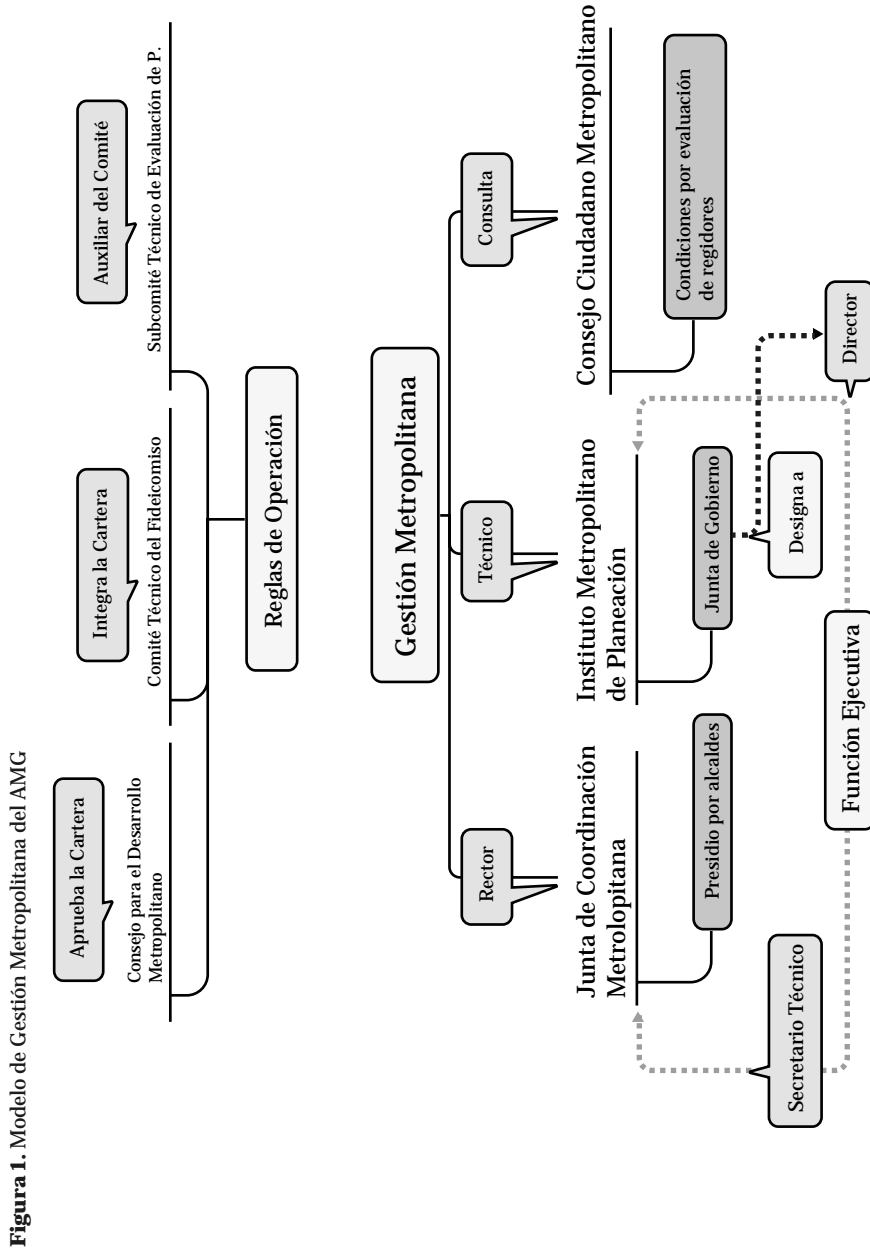 Figura 1. Modelo de Gestión Metropolitana del AMG
Aprueba la Cartera
Consejo para el Desarrollo
Metropolitano
Integra la Cartera
Comité Técnico del Fideicomiso
Auxiliar del Comité
Subcomité Técnico de Evaluación de P.
Reglas de Operación
Gestión Metropolitana
Rector
Técnico
Consulta
Junta de Coordinación
Metrolopitana
Presidio por alcaldes
Instituto Metropolitano
de Planeación
Junta de Gobierno
Consejo Ciudadano Metropolitano
Condiciones por evaluación
de regidores
Secretario Técnico
Designa a
Director
Función Ejecutiva